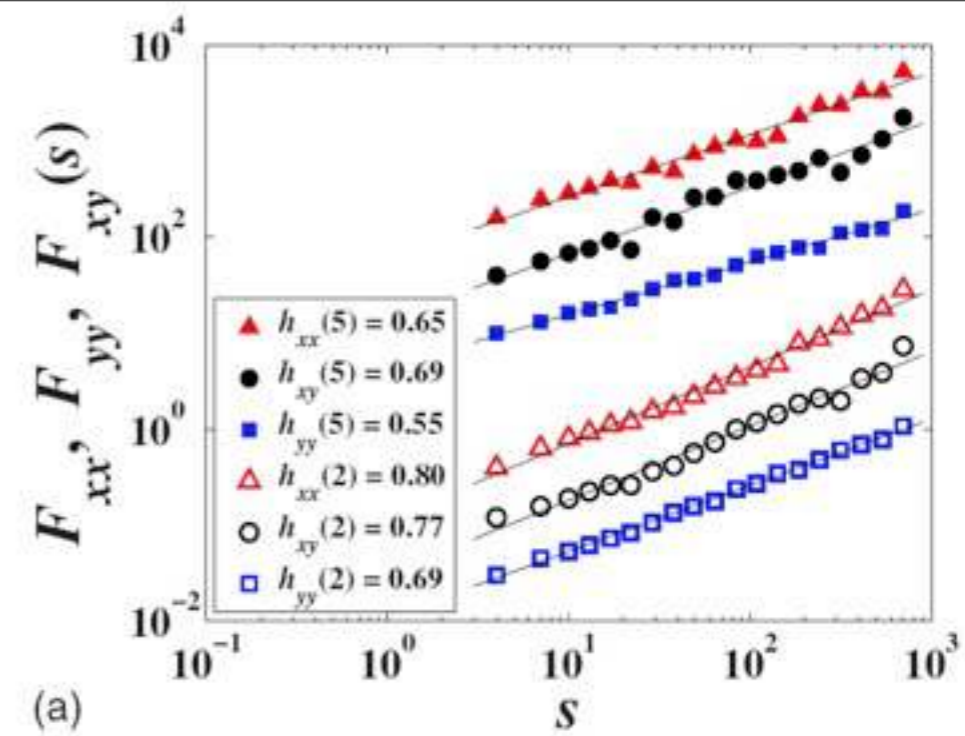 10^4
10^2
10^0
10^-2
F_xx, F_yy, F_xy(s)
h_xx(5) = 0.65
h_xy(5) = 0.69
h_yy(5) = 0.55
h_xx(2) = 0.80
h_xy(2) = 0.77
h_yy(2) = 0.69
10^-1 10^0 10^1 10^2 10^3
(a) s